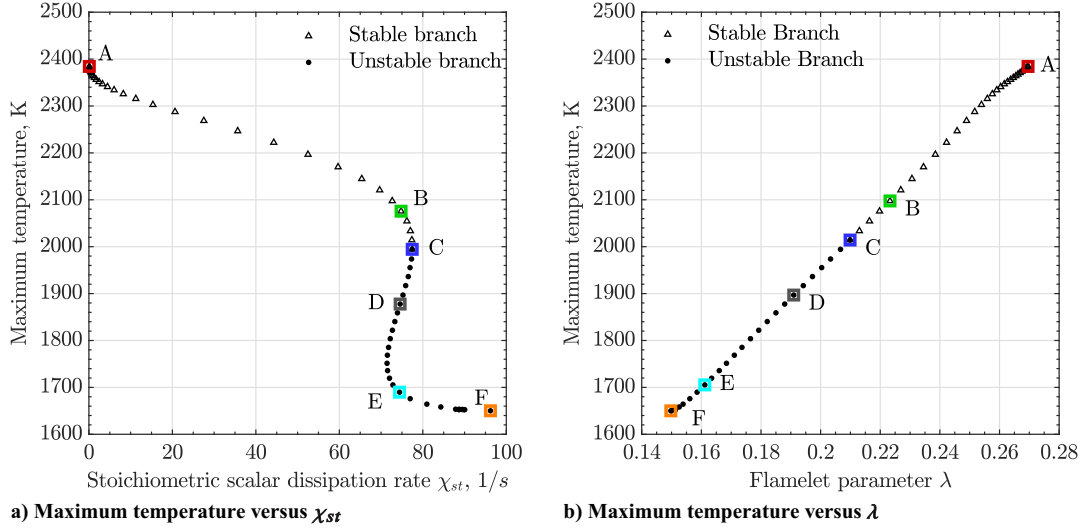 2500
2400
2300
2200
2100
2000
1900
1800
1700
1600
Maximum temperature, K
A
Stable branch
Unstable branch
B
C
D
E
F
0
20
40
60
80
100
Stoichiometric scalar dissipation rate χst, 1/s
a) Maximum temperature versus χst
2500
2400
2300
2200
2100
2000
1900
1800
1700
1600
Maximum temperature, K
Stable Branch
Unstable Branch
A
B
C
D
E
F
0.14
0.16
0.18
0.2
0.22
0.24
0.26
0.28
Flamelet parameter λ
b) Maximum temperature versus λ